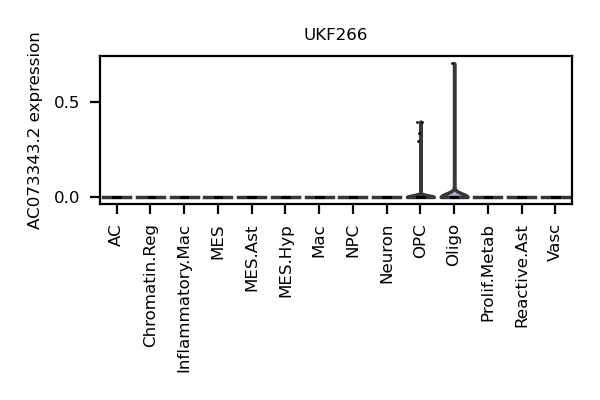 UKF266
AC073343.2 expression
0.5
0.0
AC
Chromatin.Reg
Inflammatory.Mac
MES
MES.Ast
MES.Hyp
Mac
NPC
Neuron
OPC
Oligo
Prolif.Metab
Reactive.Ast
Vasc